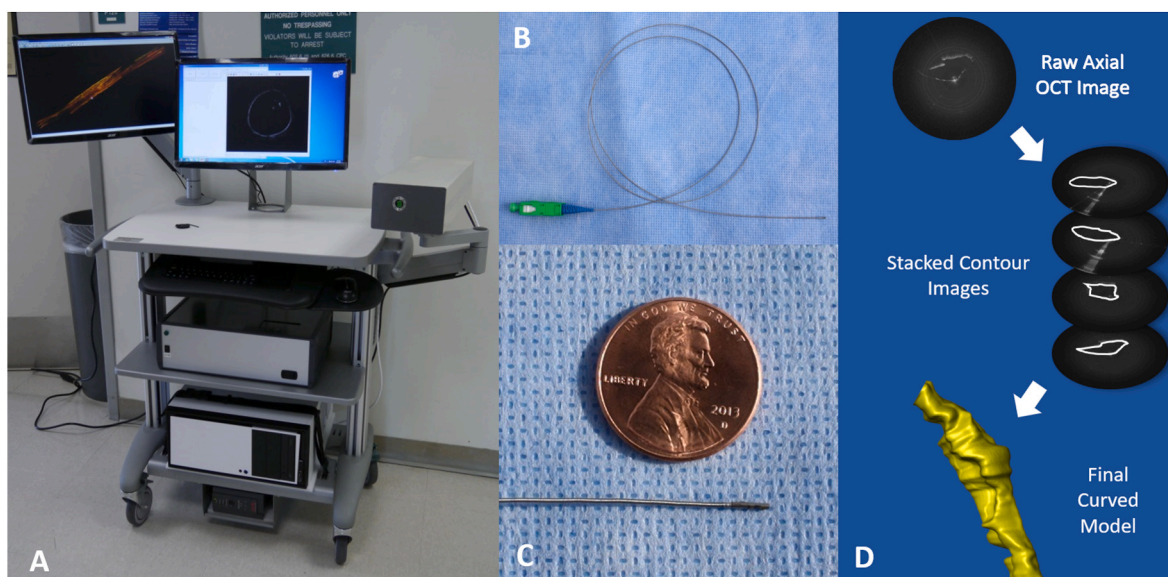 AUTHORIZED PERSONNEL ONLY
NO TRESPASSING
VIOLATORS WILL BE
SUBJECT
TO ARREST
A
B
IN GOD WE TRUST
LIBERTY
2013
D
C
Raw Axial
OCT Image
Stacked Contour
Images
Final
Curved
Model
D